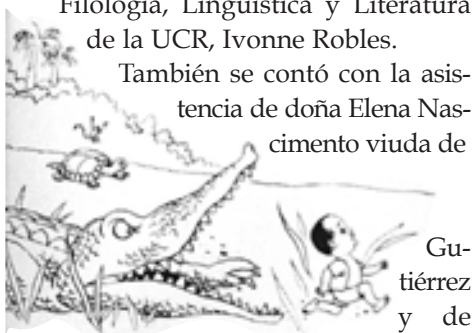 Filología, Lingüística y Literatura
de la UCR, Ivonne Robles.
También se contó con la asis-
tencia de doña Elena Nas-
cimento viuda de
Gu-
tiérrez
y de